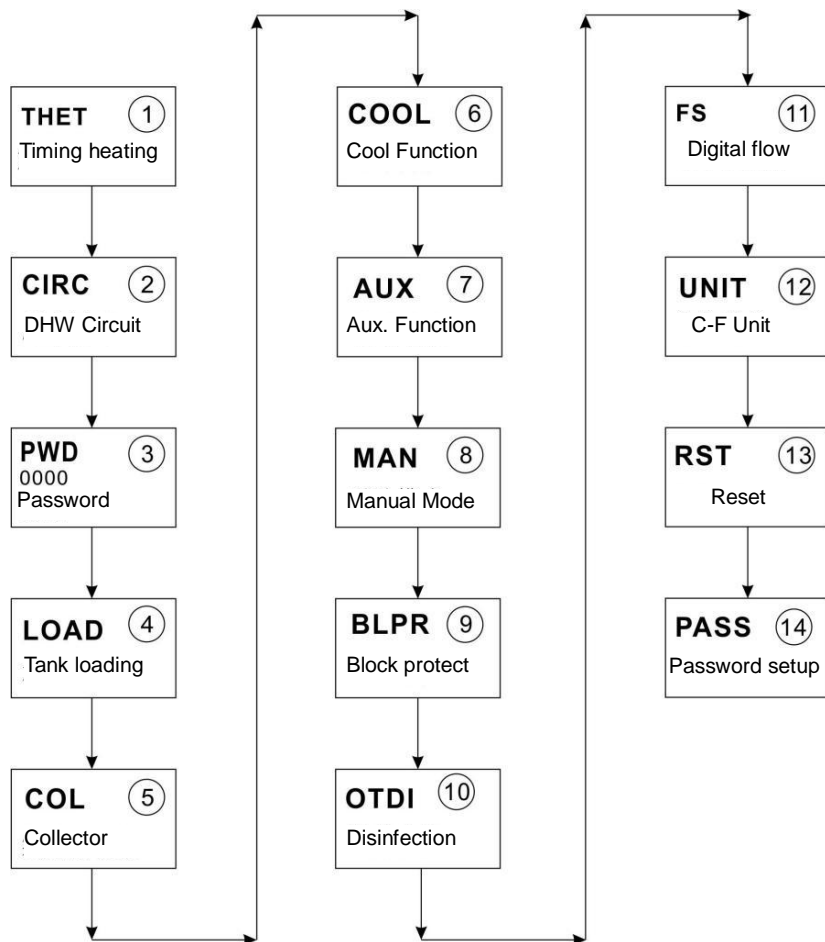 THET 1
Timing heating
CIRC 2
DHW Circuit
PWD 3
0000
Password
LOAD 4
Tank loading
COL 5
Collector
COOL 6
Cool Function
AUX 7
Aux. Function
MAN 8
Manual Mode
BLPR 9
Block protect
OTDI 10
Disinfection
FS 11
Digital flow
UNIT 12
C-F Unit
RST 13
Reset
PASS 14
Password setup